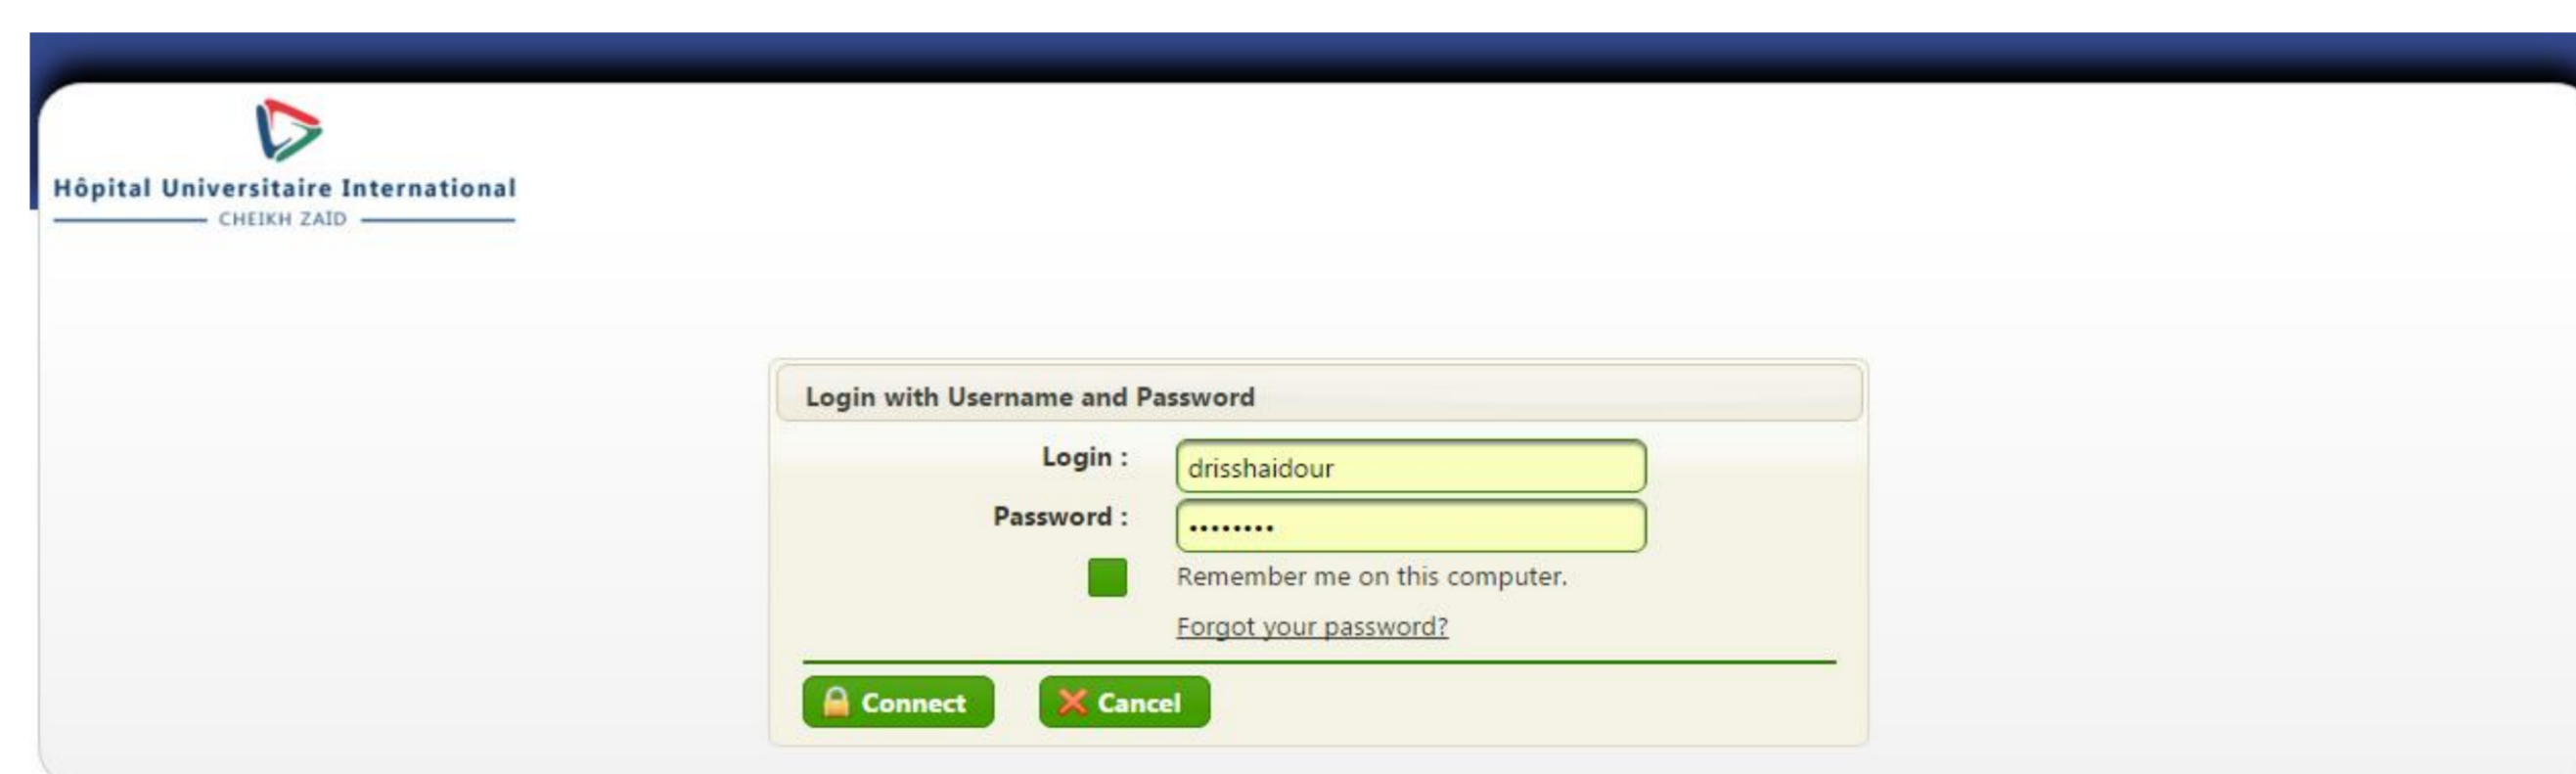 Hôpital Universitaire International
CHEIKH ZAÏD
Login with Username and Password
Login : drisshaidour
Password : ••••••••
Remember me on this computer.
Forgot your password?
Connect Cancel